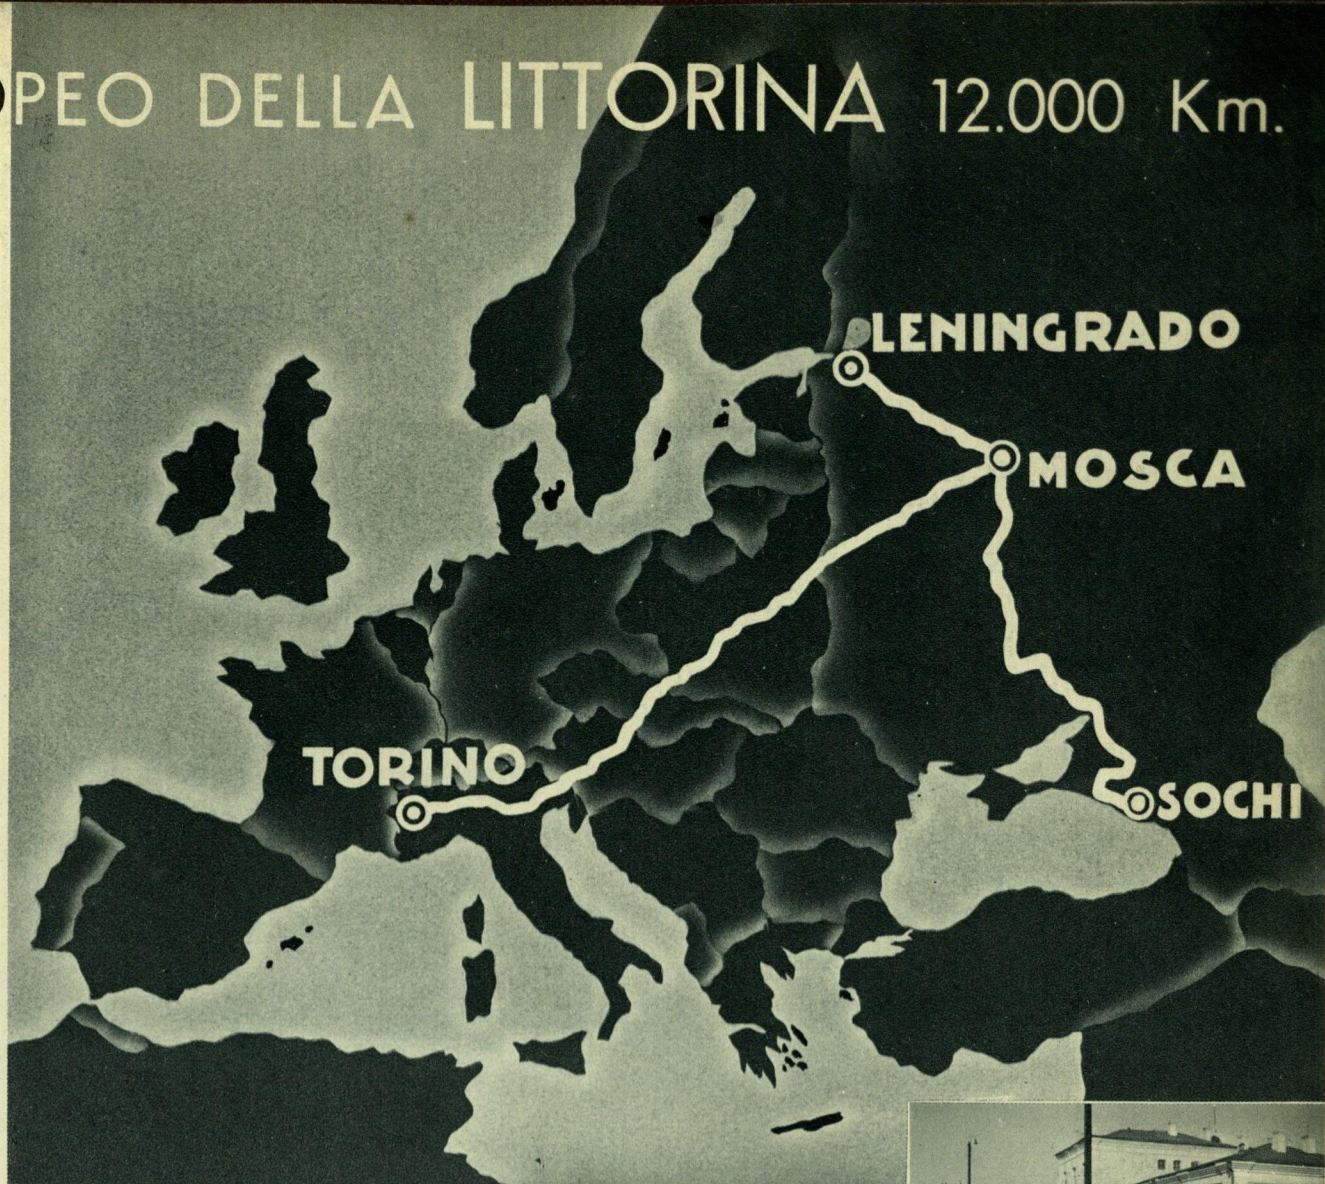 PEO DELLA LITTORINA 12.000 Km.
LENINGRADO
MOSCA
TORINO
SOCHI